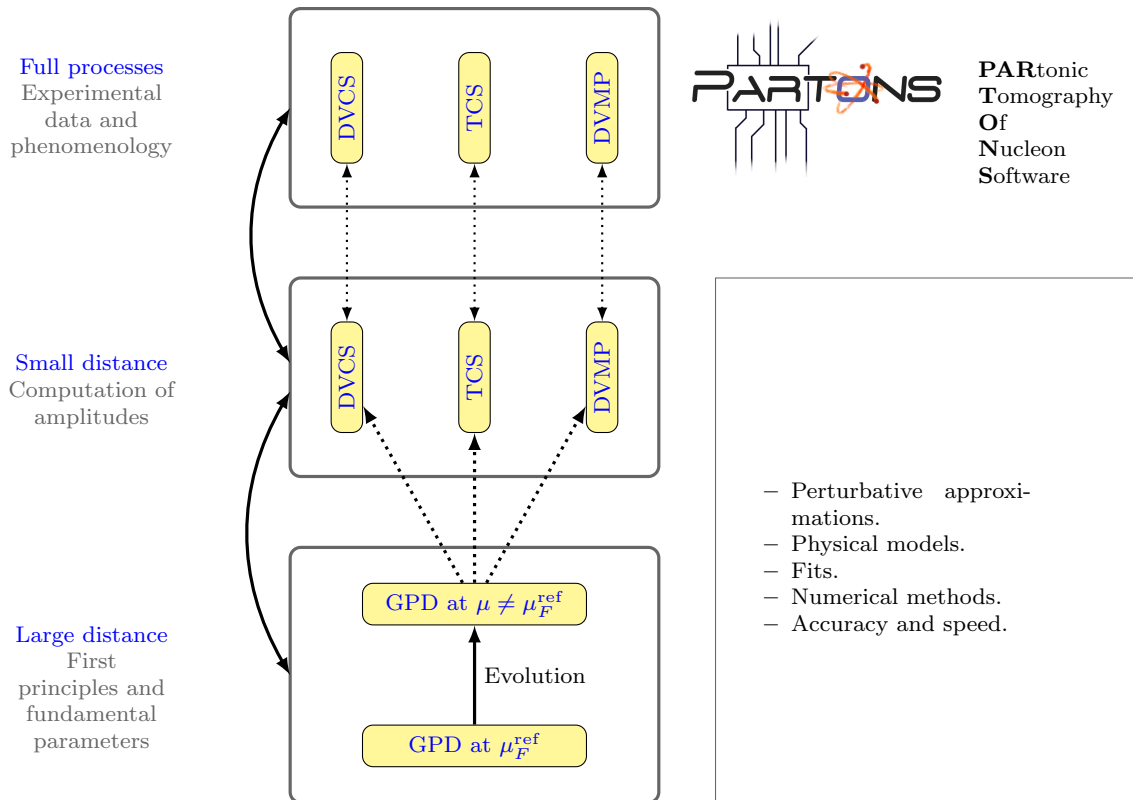 Full processes
Experimental
data and
phenomenology
DVCS
TCS
DVMP
PARTONS
PARtonic
Tomography
Of
Nucleon
Software
Small distance
Computation of
amplitudes
DVCS
TCS
DVMP
Large distance
First
principles and
fundamental
parameters
GPD at μ ≠ μ_F^ref
Evolution
GPD at μ_F^ref
– Perturbative approxi-
mations.
– Physical models.
– Fits.
– Numerical methods.
– Accuracy and speed.